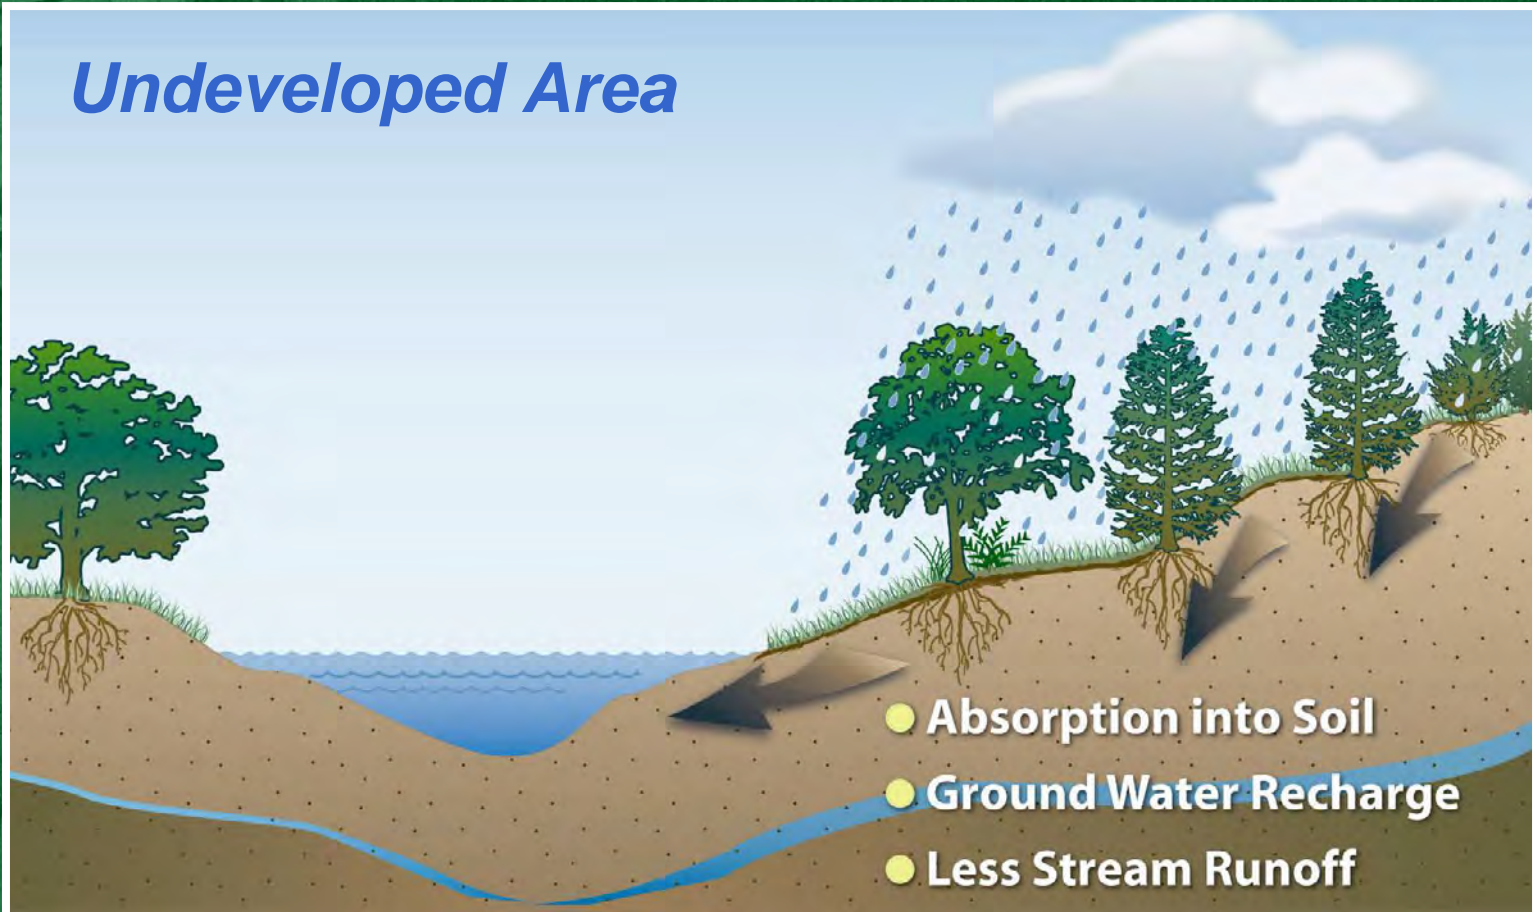 Undeveloped Area
Absorption into Soil
Ground Water Recharge
Less Stream Runoff